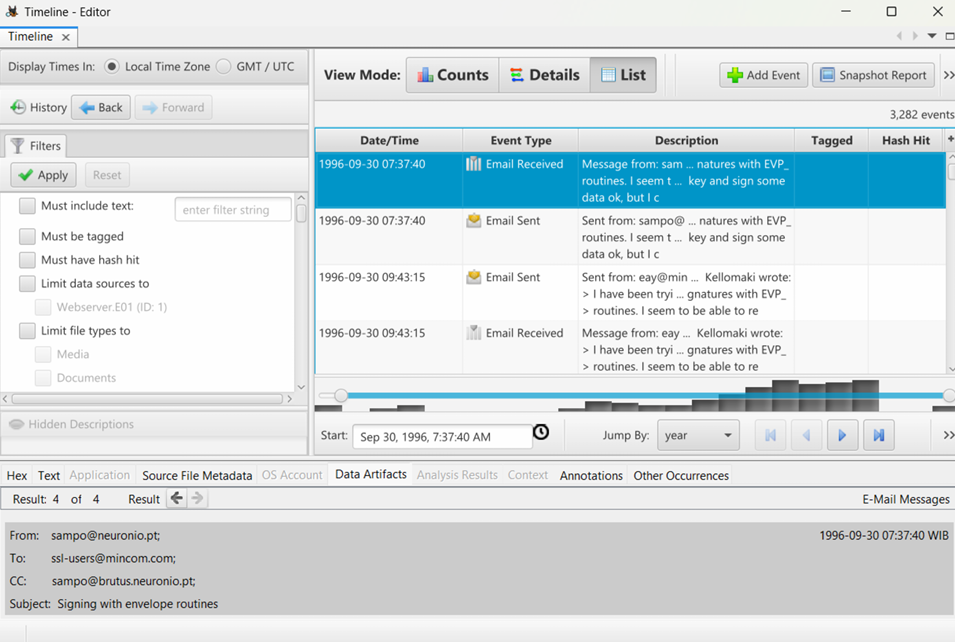 Timeline - Editor
Timeline
Display Times In: Local Time Zone GMT / UTC
History Back Forward
Filters
Apply Reset
Must include text: enter filter string
Must be tagged
Must have hash hit
Limit data sources to
Webserver.E01 (ID: 1)
Limit file types to
Media
Documents
Hidden Descriptions
View Mode: Counts Details List
Add Event Snapshot Report
3,282 events
Date/Time Event Type Description Tagged Hash Hit
1996-09-30 07:37:40 Email Received Message from: sam ... natures with EVP_
routines. I seem t ... key and sign some
data ok, but I c
1996-09-30 07:37:40 Email Sent Sent from: sampo@ ... natures with EVP_
routines. I seem t ... key and sign some
data ok, but I c
1996-09-30 09:43:15 Email Sent Sent from: eay@min ... Kellomaki wrote:
> I have been tryi ... gnatures with EVP_
> routines. I seem to be able to re
1996-09-30 09:43:15 Email Received Message from: eay ... Kellomaki wrote:
> I have been tryi ... gnatures with EVP_
> routines. I seem to be able to re
Start: Sep 30, 1996, 7:37:40 AM Jump By: year
Hex Text Application Source File Metadata OS Account Data Artifacts Analysis Results Context Annotations Other Occurrences
Result: 4 of 4 Result E-Mail Messages
From: sampo@neuronio.pt; 1996-09-30 07:37:40 WIB
To: ssl-users@mincom.com;
CC: sampo@brutus.neuronio.pt;
Subject: Signing with envelope routines